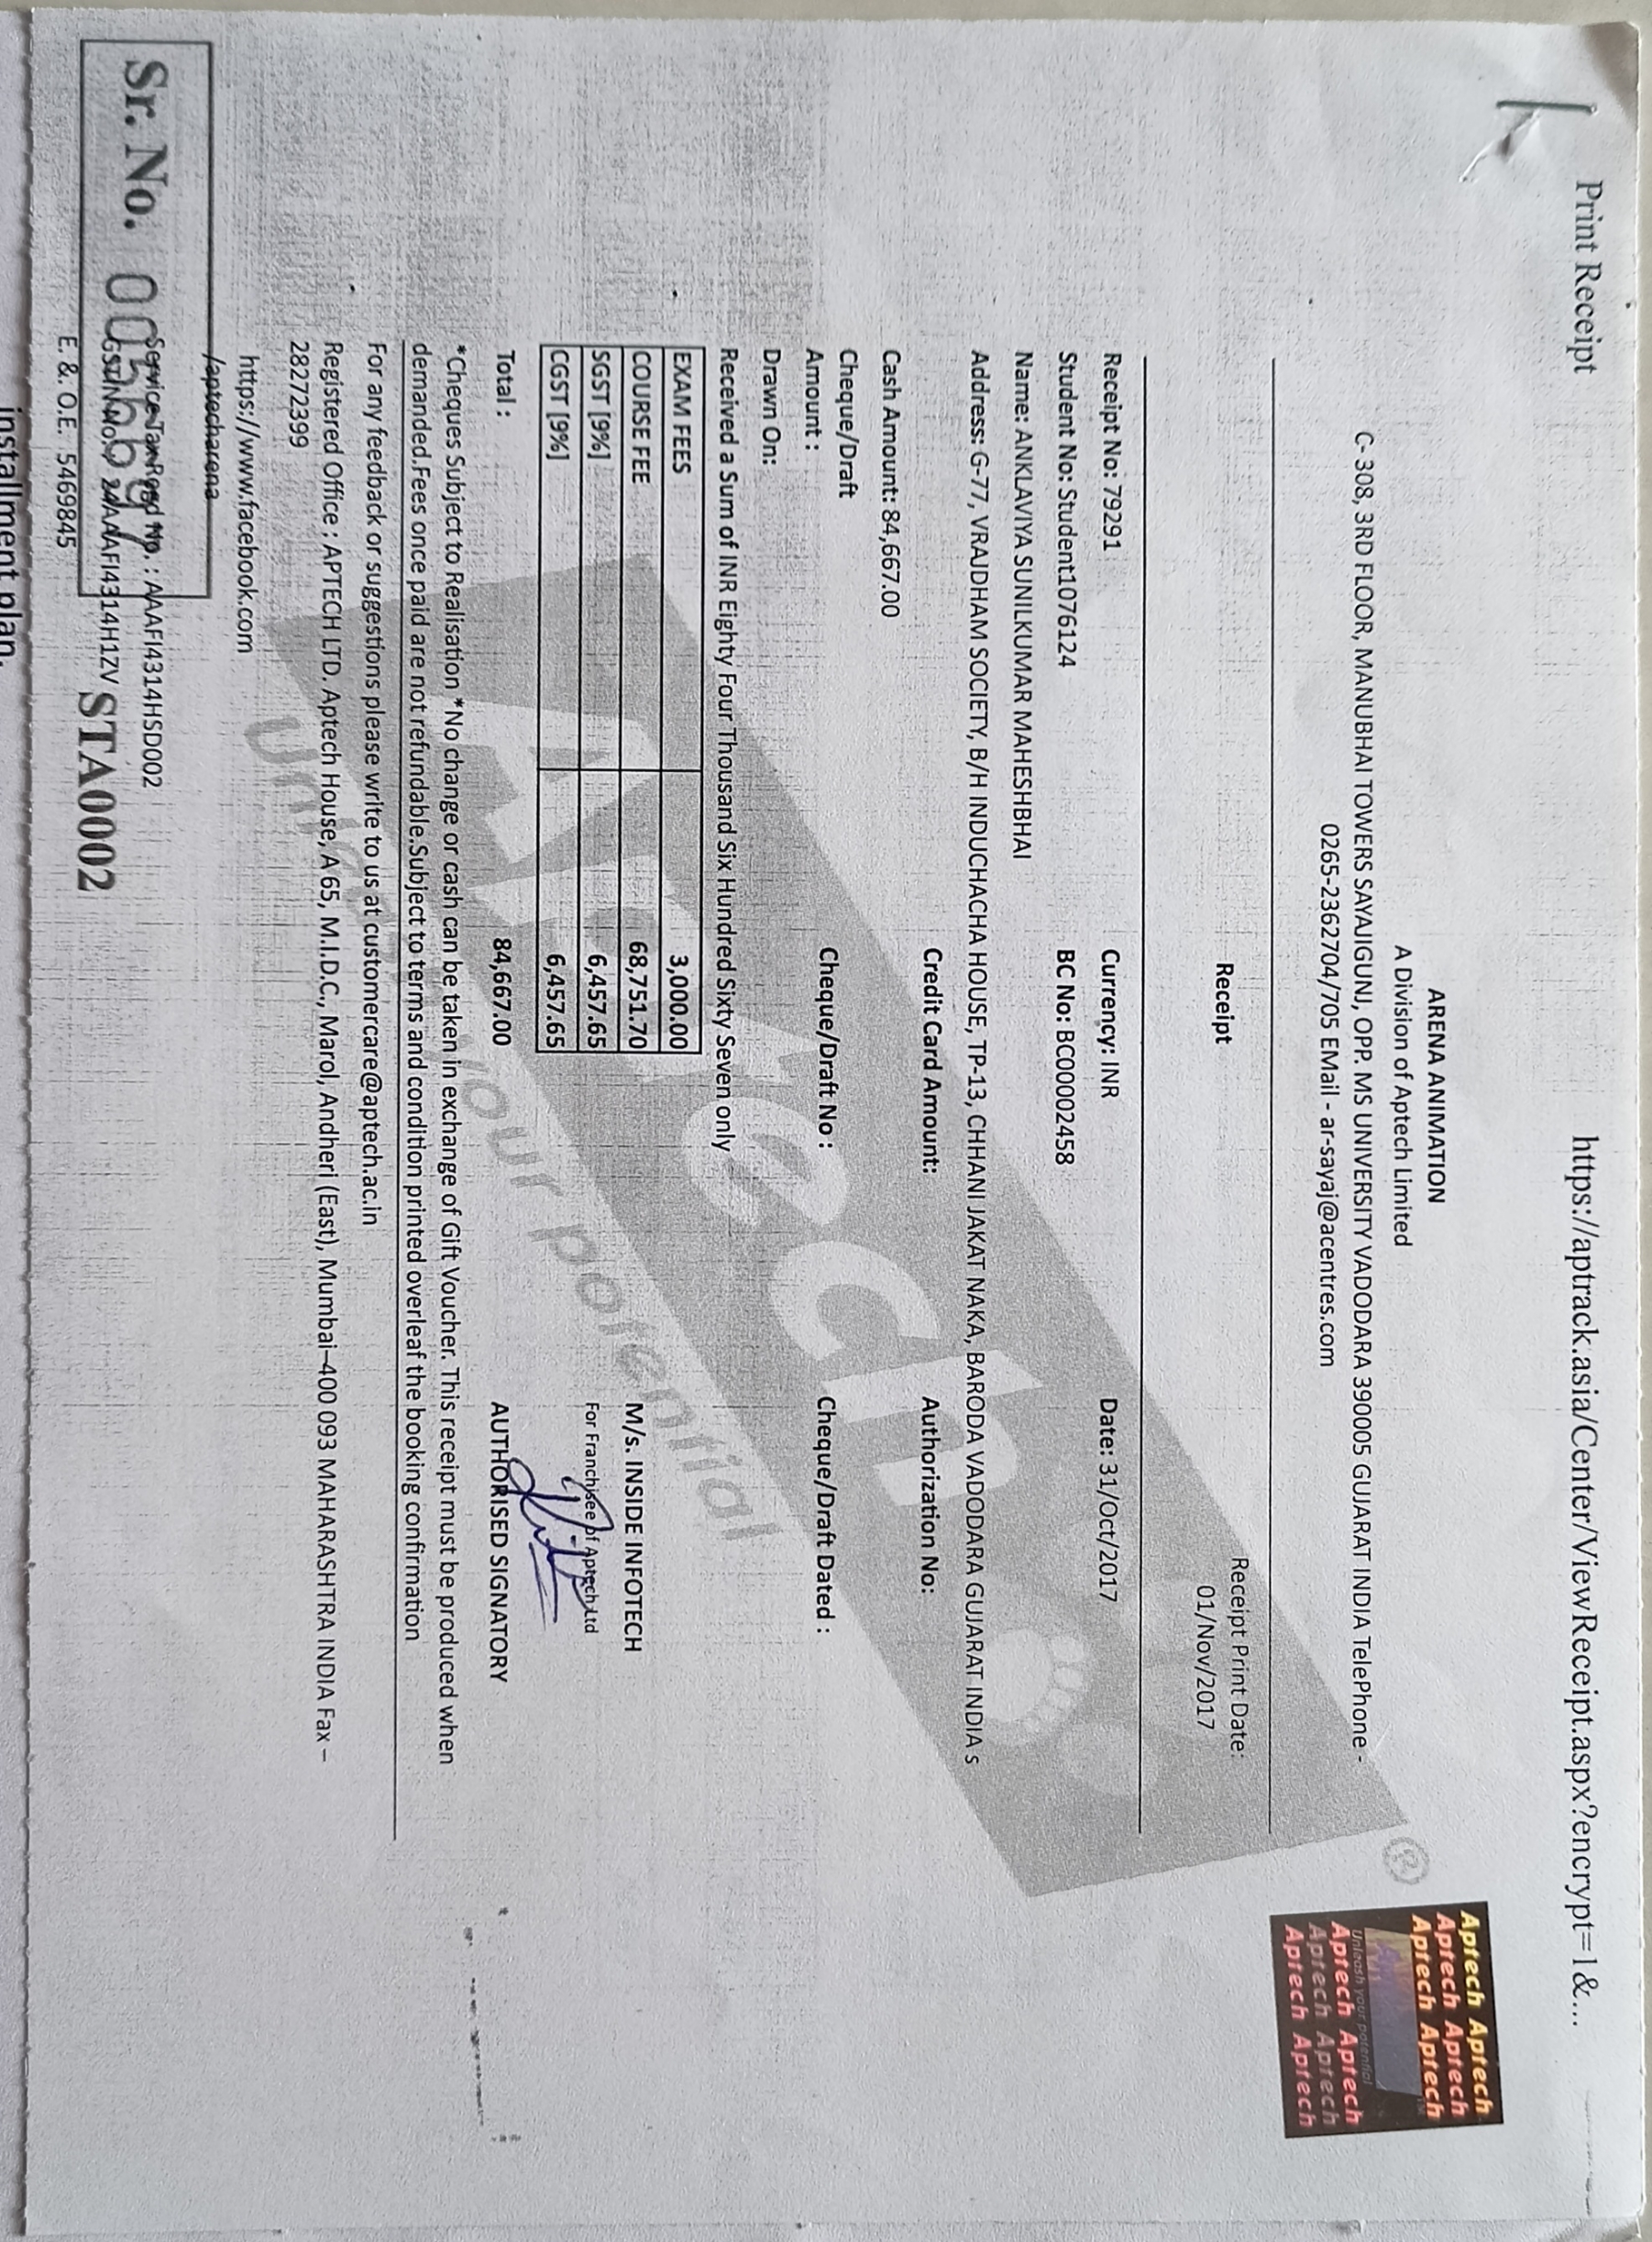 Print Receipt https://aptrack.asia/Center/ViewReceipt.aspx?encrypt=1&...
Aptech Aptech
Aptech Aptech
Aptech Aptech
Unleash your potential
Aptech Aptech
Aptech Aptech
Aptech Aptech
ARENA ANIMATION
A Division of Aptech Limited
C- 308, 3RD FLOOR, MANUBHAI TOWERS SAYAJIGUNJ, OPP. MS UNIVERSITY VADODARA 390005 GUJARAT INDIA TelePhone -
0265-2362704/705 EMail - ar-sayaj@acentres.com
Receipt
Receipt Print Date:
01/Nov/2017
Receipt No: 79291 Currency: INR Date: 31/Oct/2017
Student No: Student1076124 BC No: BC00002458
Name: ANKLAVIYA SUNILKUMAR MAHESHBHAI
Address: G-77, VRAJDHAM SOCIETY, B/H INDUCHACHA HOUSE, TP-13, CHHANI JAKAT NAKA, BARODA VADODARA GUJARAT INDIA s
Credit Card Amount: Authorization No:
Cash Amount: 84,667.00
Cheque/Draft
Amount : Cheque/Draft No : Cheque/Draft Dated :
Drawn On:
Received a Sum of INR Eighty Four Thousand Six Hundred Sixty Seven only
EXAM FEES 3,000.00
COURSE FEE 68,751.70
SGST [9%] 6,457.65
CGST [9%] 6,457.65
Total : 84,667.00
M/s. INSIDE INFOTECH
For Franchisee of Aptech Ltd
AUTHORISED SIGNATORY
*Cheques Subject to Realisation *No change or cash can be taken in exchange of Gift Voucher. This receipt must be produced when
demanded.Fees once paid are not refundable.Subject to terms and condition printed overleaf the booking confirmation
For any feedback or suggestions please write to us at customercare@aptech.ac.in
Registered Office : APTECH LTD. Aptech House, A 65, M.I.D.C., Marol, Andheri (East), Mumbai–400 093 MAHARASHTRA INDIA Fax –
28272399
https://www.facebook.com
/aptecharena
Service Tax Regd No. : AAAFI4314HSD002
Sr. No. 0056697
GSTIN No. : 24AAAFI4314H1ZV STA0002
E. &. O.E. 5469845
installment plan.
Aptech ®
Unleash your potential